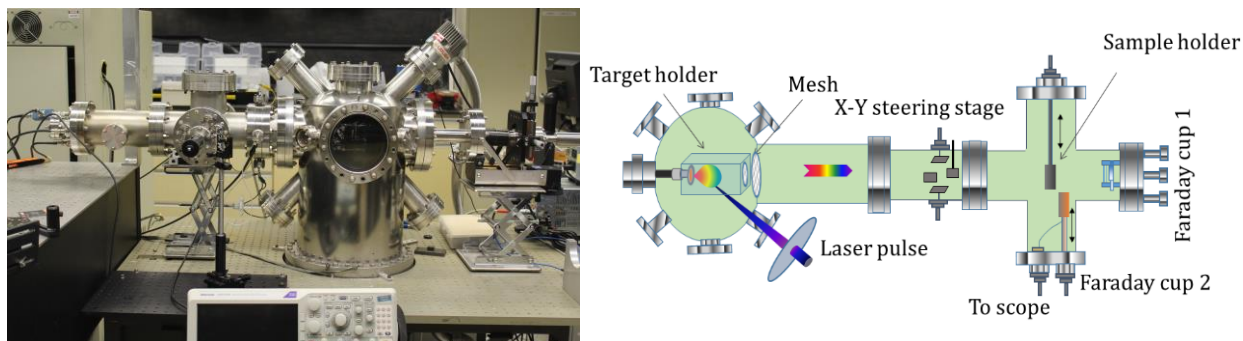 Sample holder
Target holder
Mesh
X-Y steering stage
Laser pulse
Faraday cup 1
Faraday cup 2
To scope